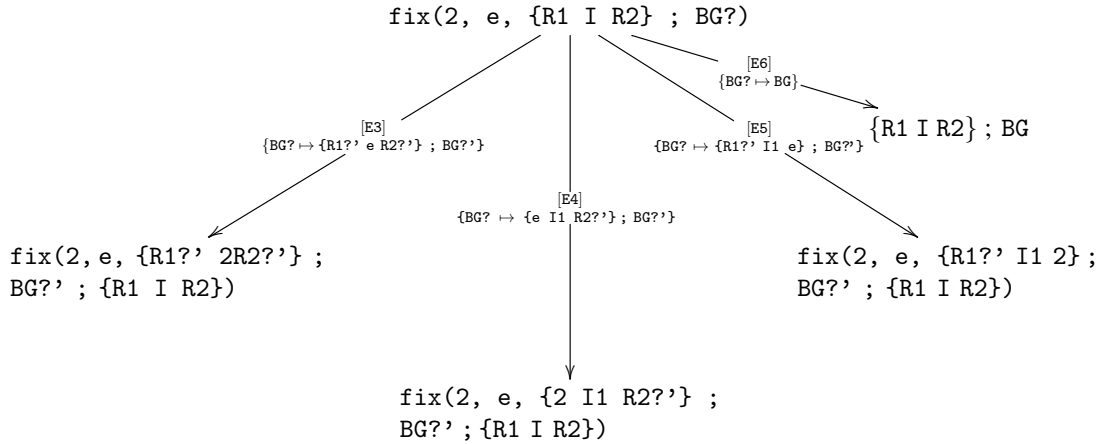 fix(2, e, {R1 I R2} ; BG?)
[E6]
{BG? ↦ BG}
{R1 I R2} ; BG
[E3]
{BG? ↦ {R1?' e R2?'} ; BG?'}
[E5]
{BG? ↦ {R1?' I1 e} ; BG?'}
[E4]
{BG? ↦ {e I1 R2?'} ; BG?'}
fix(2, e, {R1?' 2R2?'} ;
BG?' ; {R1 I R2})
fix(2, e, {R1?' I1 2} ;
BG?' ; {R1 I R2})
fix(2, e, {2 I1 R2?'} ;
BG?' ; {R1 I R2})